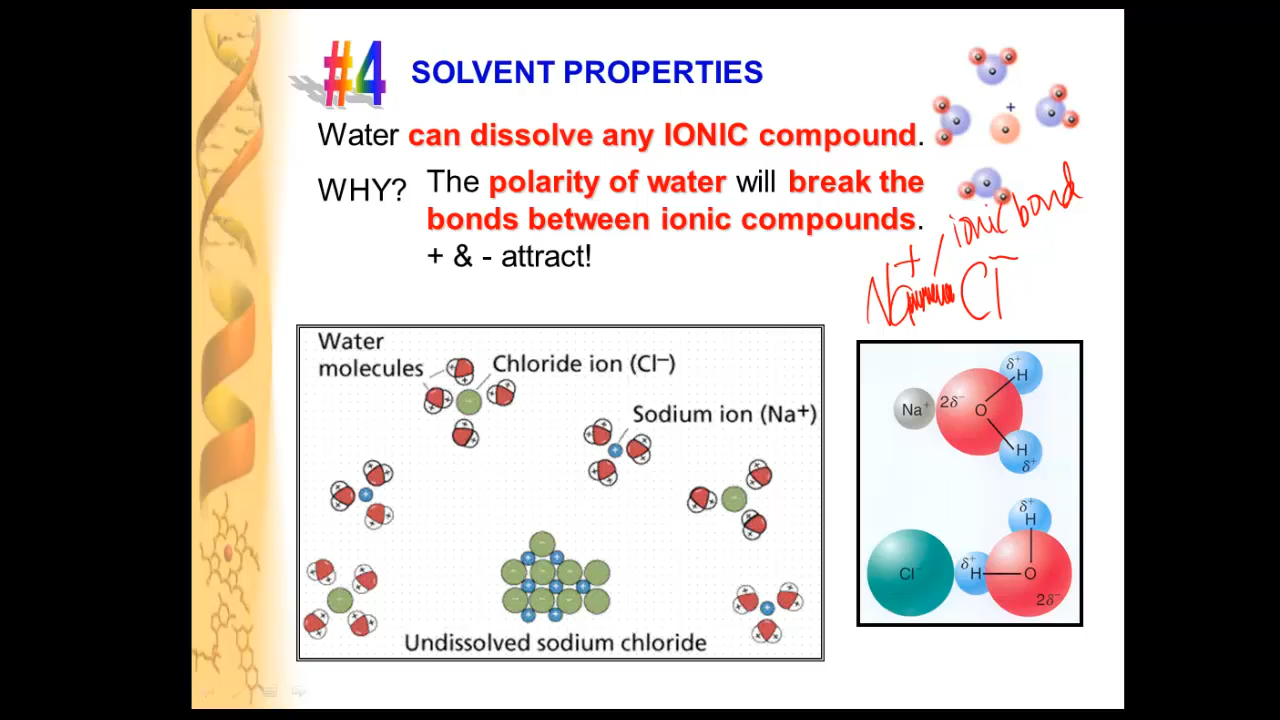 #4 SOLVENT PROPERTIES
Water can dissolve any IONIC compound.
WHY? The polarity of water will break the
bonds between ionic compounds.
+ & - attract!
+
ionic bond
Na+ Cl-
Water
molecules
Chloride ion (Cl–)
Sodium ion (Na+)
Undissolved sodium chloride
δ+
H
Na+ 2δ- O
H
δ+
δ+
H
Cl- δ+ H O
2δ-